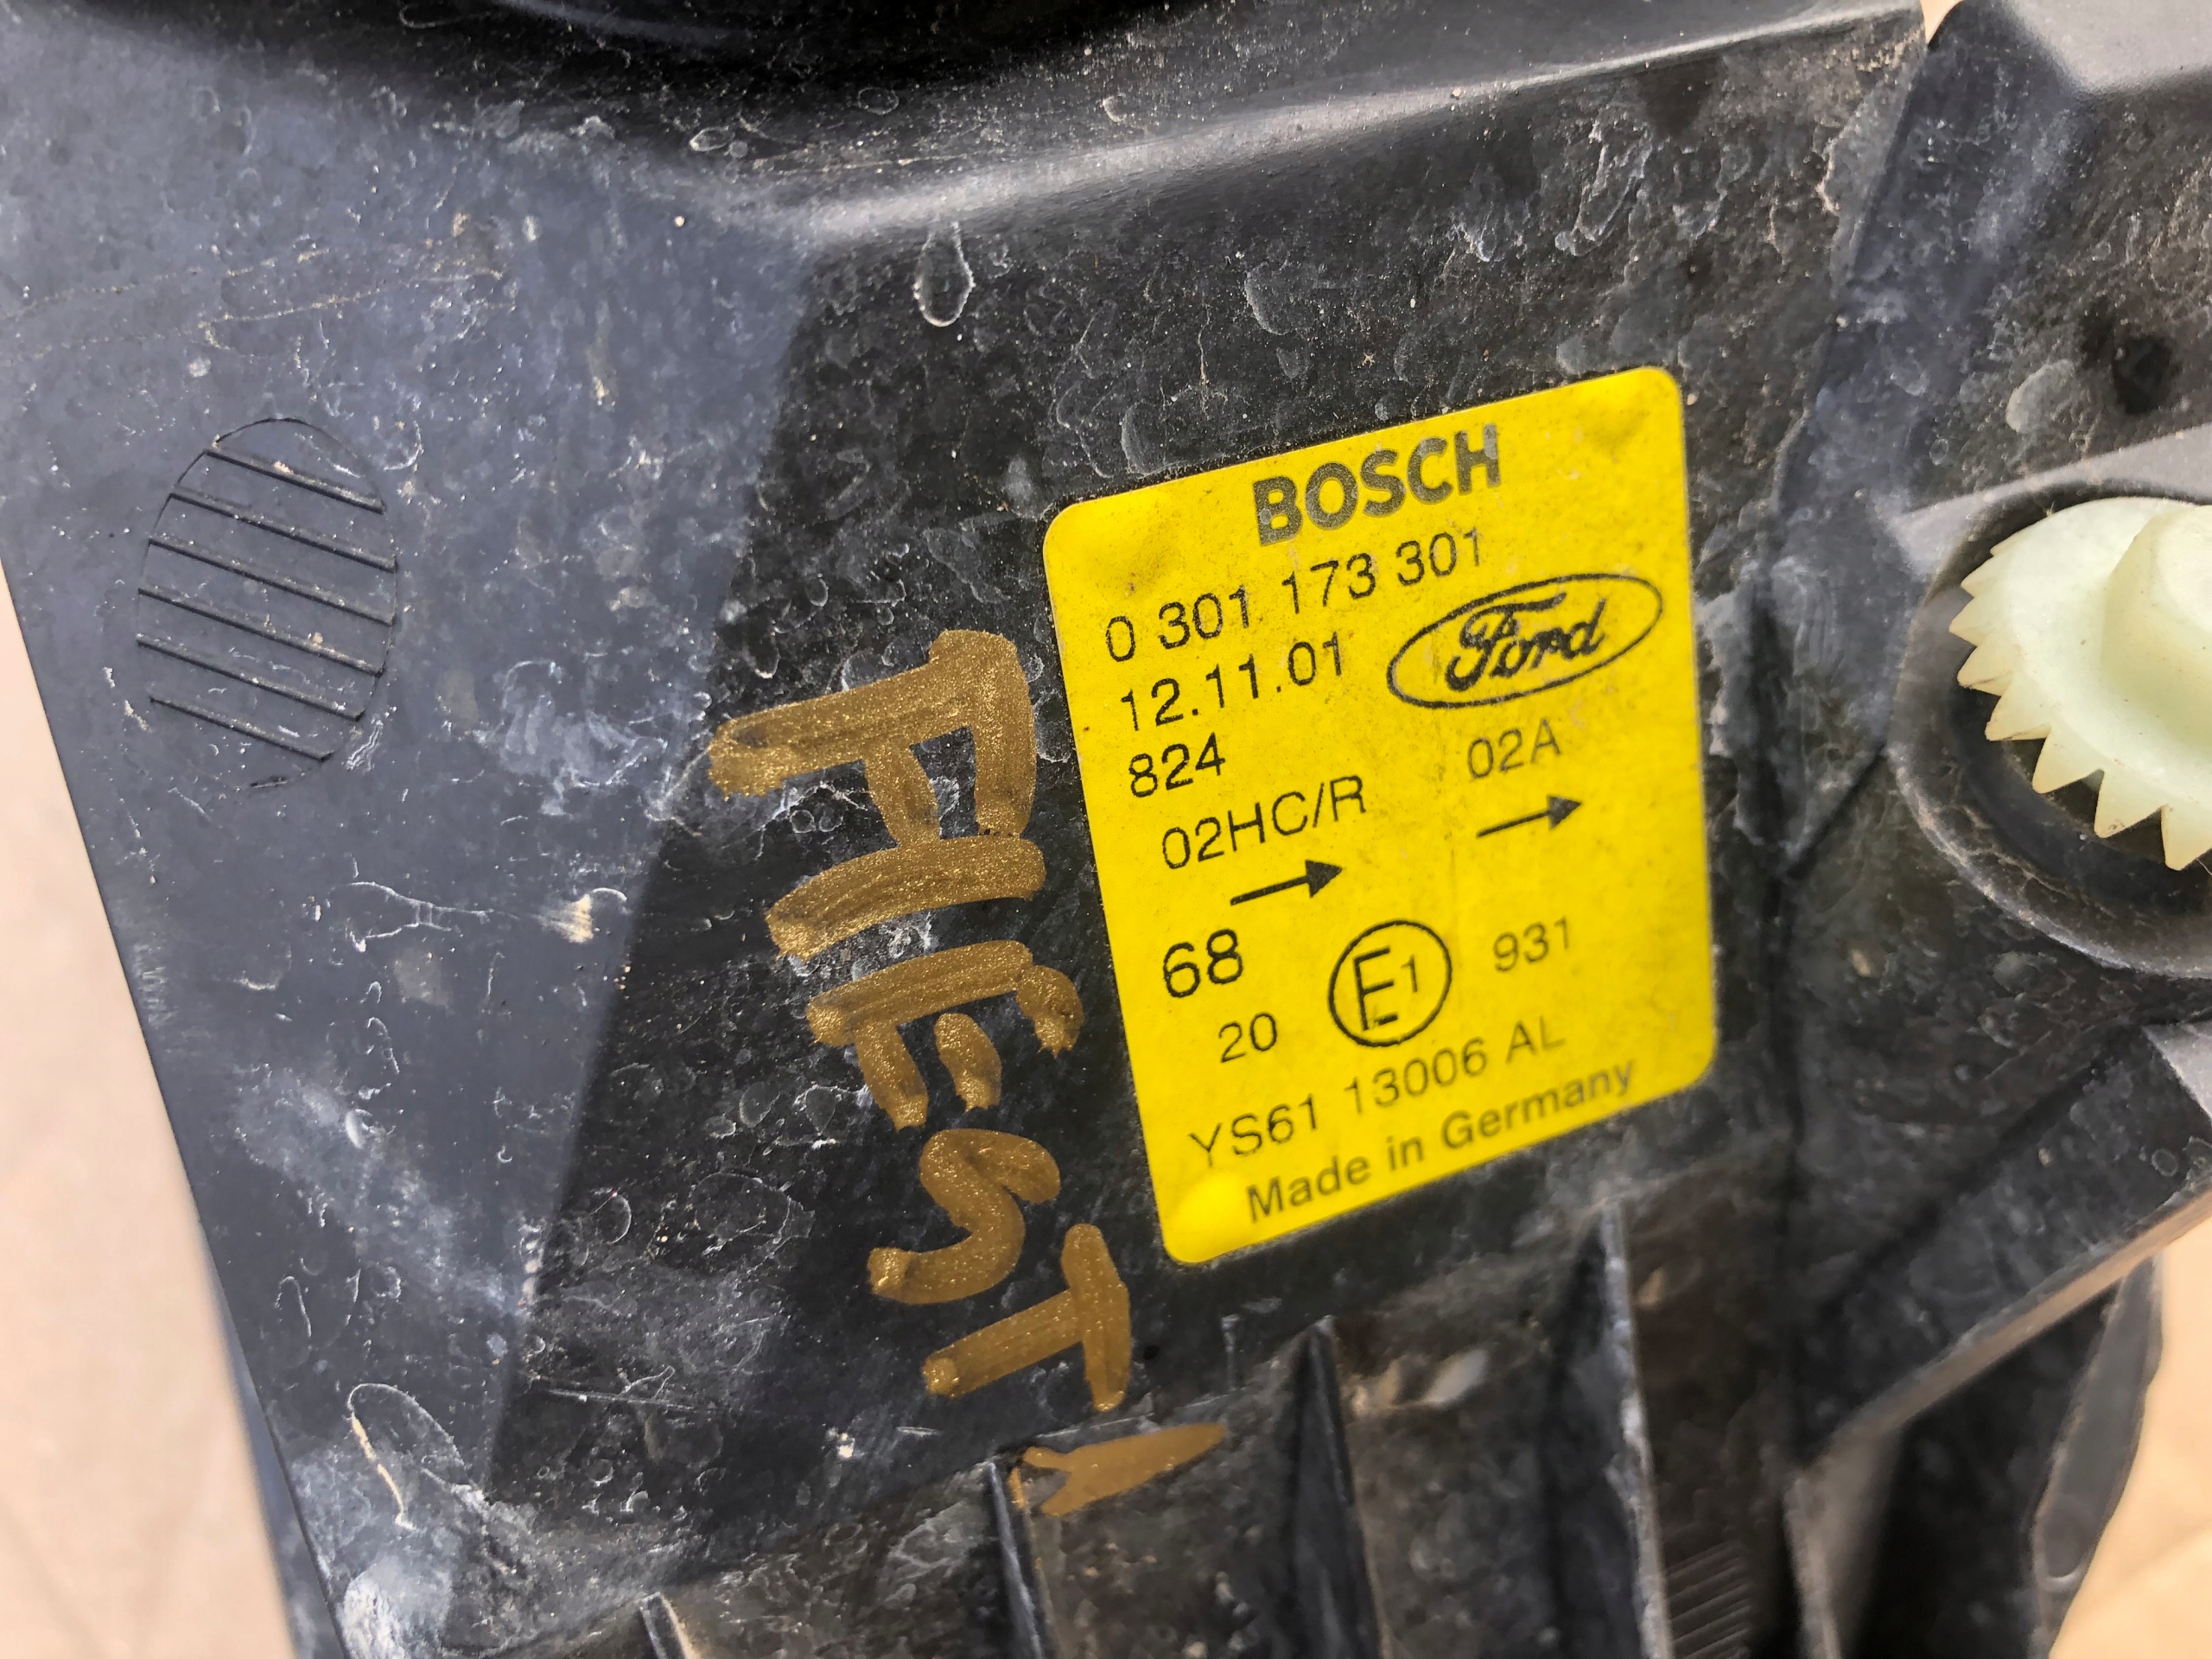 BOSCH
0 301 173 301
12.11.01 Ford
824 02A
02HC/R
68 E1 931
20
YS61 13006 AL
Made in Germany
FIEST